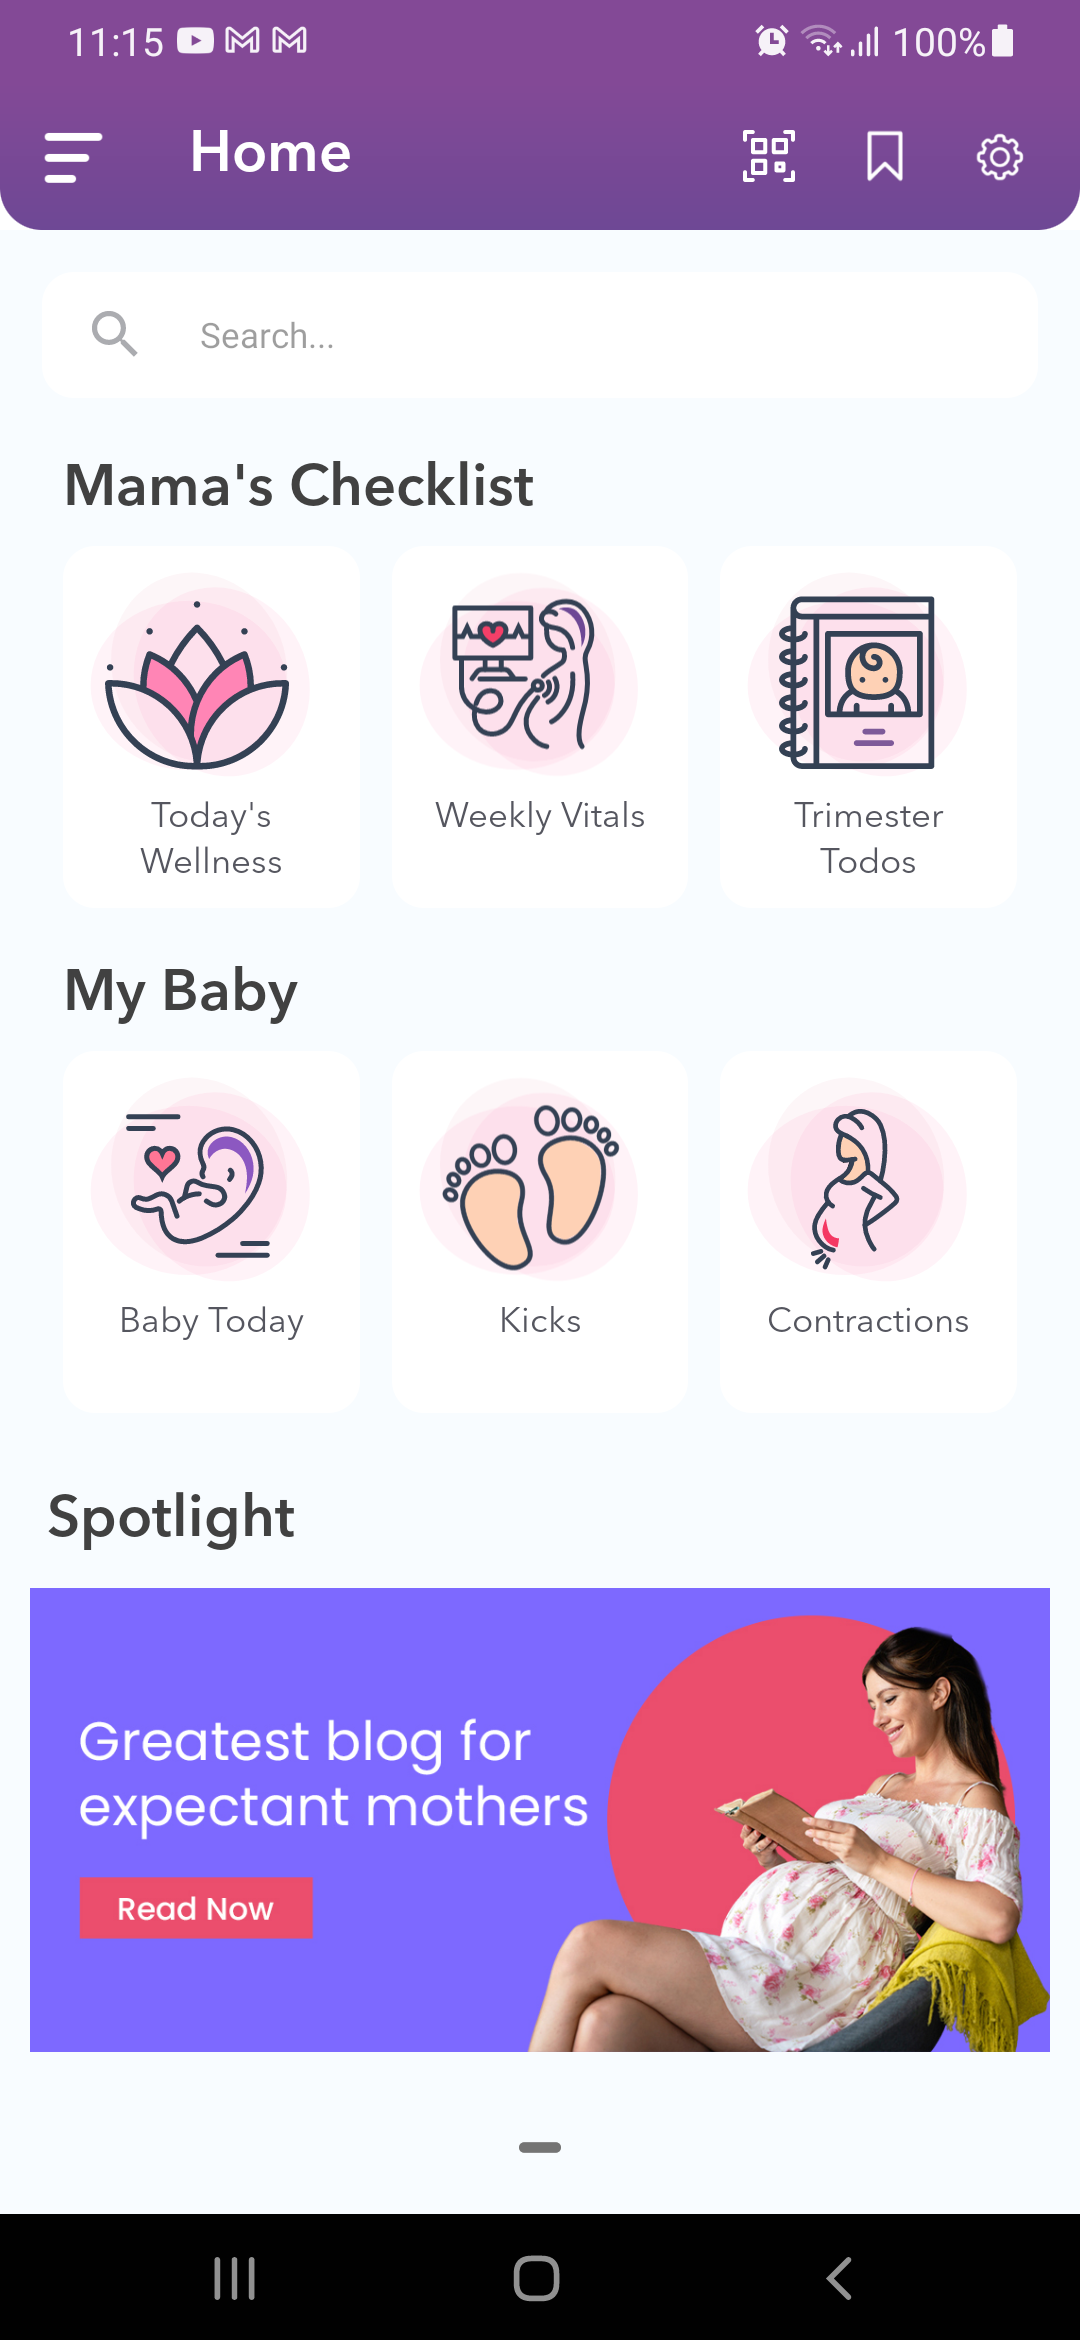 11:15
100%
Home
Search...
Mama's Checklist
Today's
Wellness
Weekly Vitals
Trimester
Todos
My Baby
Baby Today
Kicks
Contractions
Spotlight
Greatest blog for
expectant mothers
Read Now